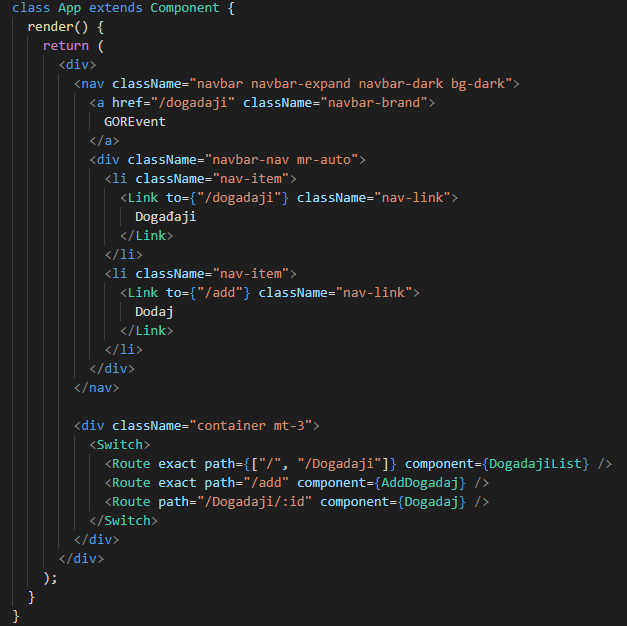 class App extends Component {
render() {
return (
<div>
<nav className="navbar navbar-expand navbar-dark bg-dark">
<a href="/dogadaji" className="navbar-brand">
GOREvent
</a>
<div className="navbar-nav mr-auto">
<li className="nav-item">
<Link to={"/dogadaji"} className="nav-link">
Događaji
</Link>
</li>
<li className="nav-item">
<Link to={"/add"} className="nav-link">
Dodaj
</Link>
</li>
</div>
</nav>
<div className="container mt-3">
<Switch>
<Route exact path={["/", "/Dogadaji"]} component={DogadajiList} />
<Route exact path="/add" component={AddDogadaj} />
<Route path="/Dogadaji/:id" component={Dogadaj} />
</Switch>
</div>
</div>
);
}
}